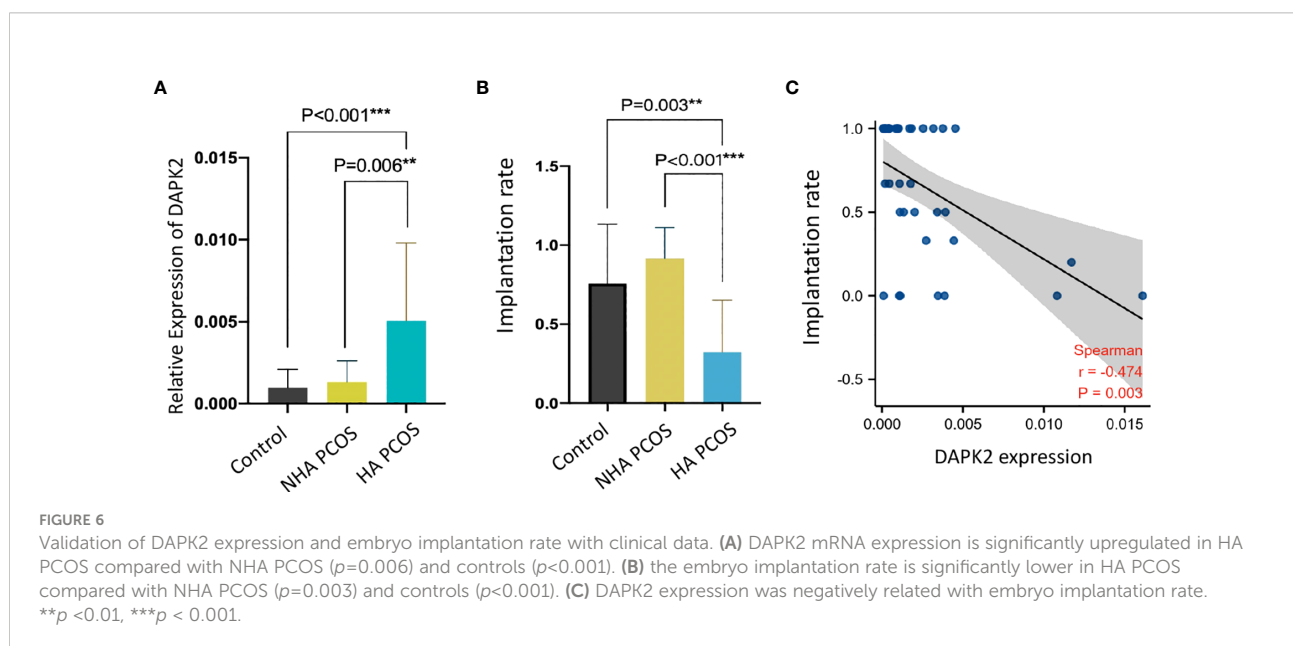 A
P<0.001***
P=0.006**
Relative Expression of DAPK2
0.015
0.010
0.005
0.000
Control
NHA PCOS
HA PCOS
B
P=0.003**
P<0.001***
Implantation rate
1.5
1.0
0.5
0.0
Control
NHA PCOS
HA PCOS
C
Implantation rate
1.0
0.5
0.0
-0.5
Spearman
r = -0.474
P = 0.003
0.000
0.005
0.010
0.015
DAPK2 expression
FIGURE 6
Validation of DAPK2 expression and embryo implantation rate with clinical data. (A) DAPK2 mRNA expression is significantly upregulated in HA
PCOS compared with NHA PCOS (p=0.006) and controls (p<0.001). (B) the embryo implantation rate is significantly lower in HA PCOS
compared with NHA PCOS (p=0.003) and controls (p<0.001). (C) DAPK2 expression was negatively related with embryo implantation rate.
**p <0.01, ***p < 0.001.